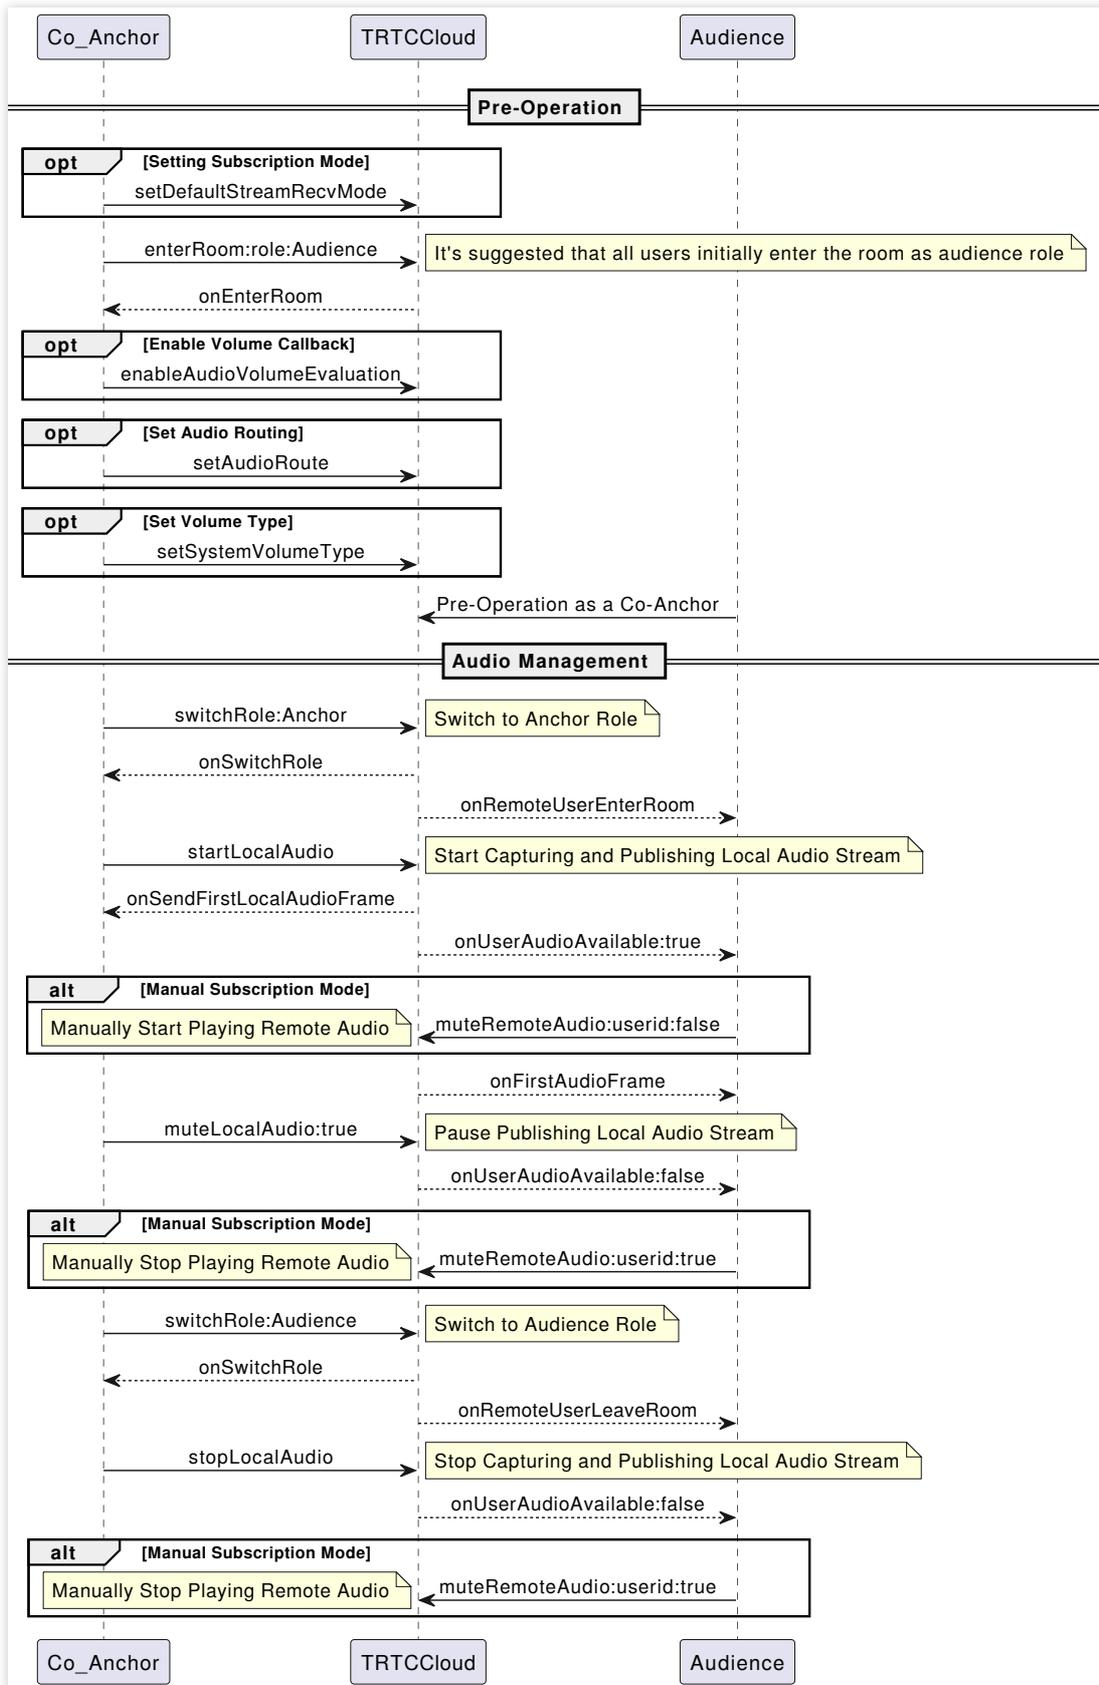 Co_Anchor
TRTCCloud
Audience
Pre-Operation
opt
[Setting Subscription Mode]
setDefaultStreamRecvMode
enterRoom:role:Audience
It's suggested that all users initially enter the room as audience role
onEnterRoom
opt
[Enable Volume Callback]
enableAudioVolumeEvaluation
opt
[Set Audio Routing]
setAudioRoute
opt
[Set Volume Type]
setSystemVolumeType
Pre-Operation as a Co-Anchor
Audio Management
switchRole:Anchor
Switch to Anchor Role
onSwitchRole
onRemoteUserEnterRoom
startLocalAudio
Start Capturing and Publishing Local Audio Stream
onSendFirstLocalAudioFrame
onUserAudioAvailable:true
alt
[Manual Subscription Mode]
Manually Start Playing Remote Audio
muteRemoteAudio:userid:false
onFirstAudioFrame
muteLocalAudio:true
Pause Publishing Local Audio Stream
onUserAudioAvailable:false
alt
[Manual Subscription Mode]
Manually Stop Playing Remote Audio
muteRemoteAudio:userid:true
switchRole:Audience
Switch to Audience Role
onSwitchRole
onRemoteUserLeaveRoom
stopLocalAudio
Stop Capturing and Publishing Local Audio Stream
onUserAudioAvailable:false
alt
[Manual Subscription Mode]
Manually Stop Playing Remote Audio
muteRemoteAudio:userid:true
Co_Anchor
TRTCCloud
Audience